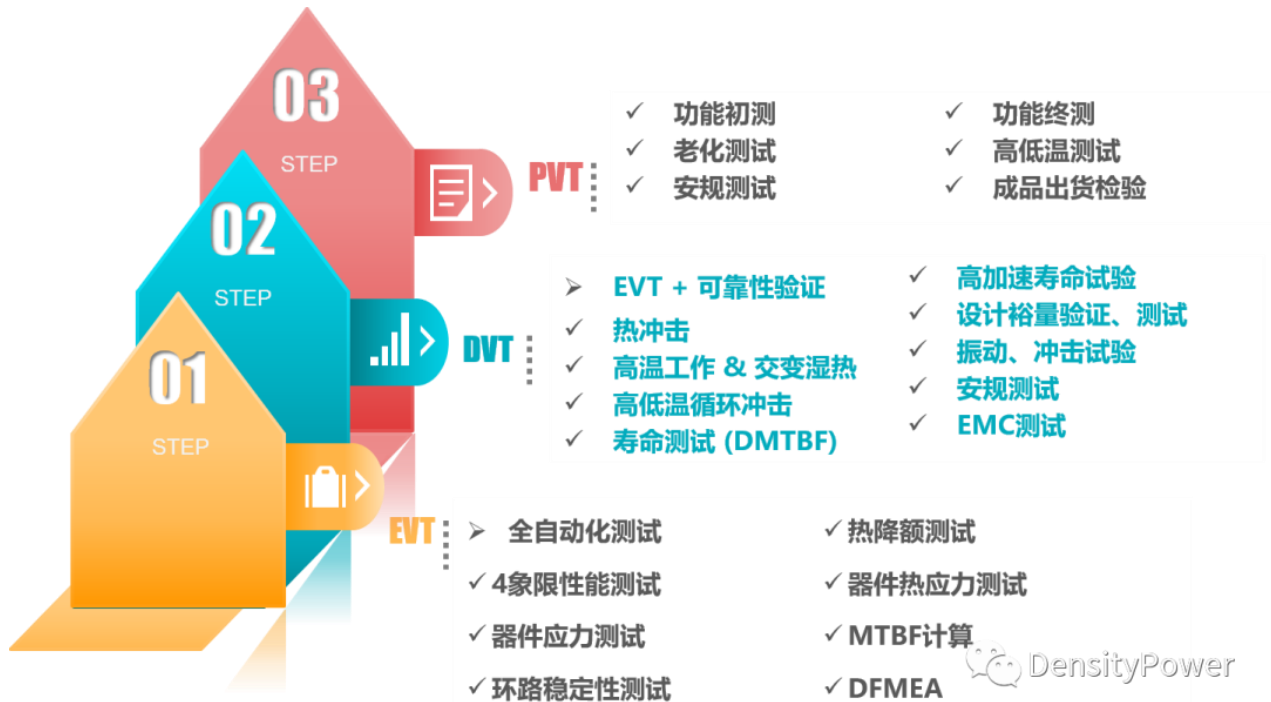 03
STEP
PVT
✓ 功能初测
✓ 老化测试
✓ 安规测试
✓ 功能终测
✓ 高低温测试
✓ 成品出货检验
02
STEP
DVT
➢ EVT + 可靠性验证
✓ 热冲击
✓ 高温工作 & 交变湿热
✓ 高低温循环冲击
✓ 寿命测试 (DMTBF)
✓ 高加速寿命试验
✓ 设计裕量验证、测试
✓ 振动、冲击试验
✓ 安规测试
✓ EMC测试
01
STEP
EVT
➢ 全自动化测试
✓ 4象限性能测试
✓ 器件应力测试
✓ 环路稳定性测试
✓ 热降额测试
✓ 器件热应力测试
✓ MTBF计算
✓ DFMEA
DensityPower